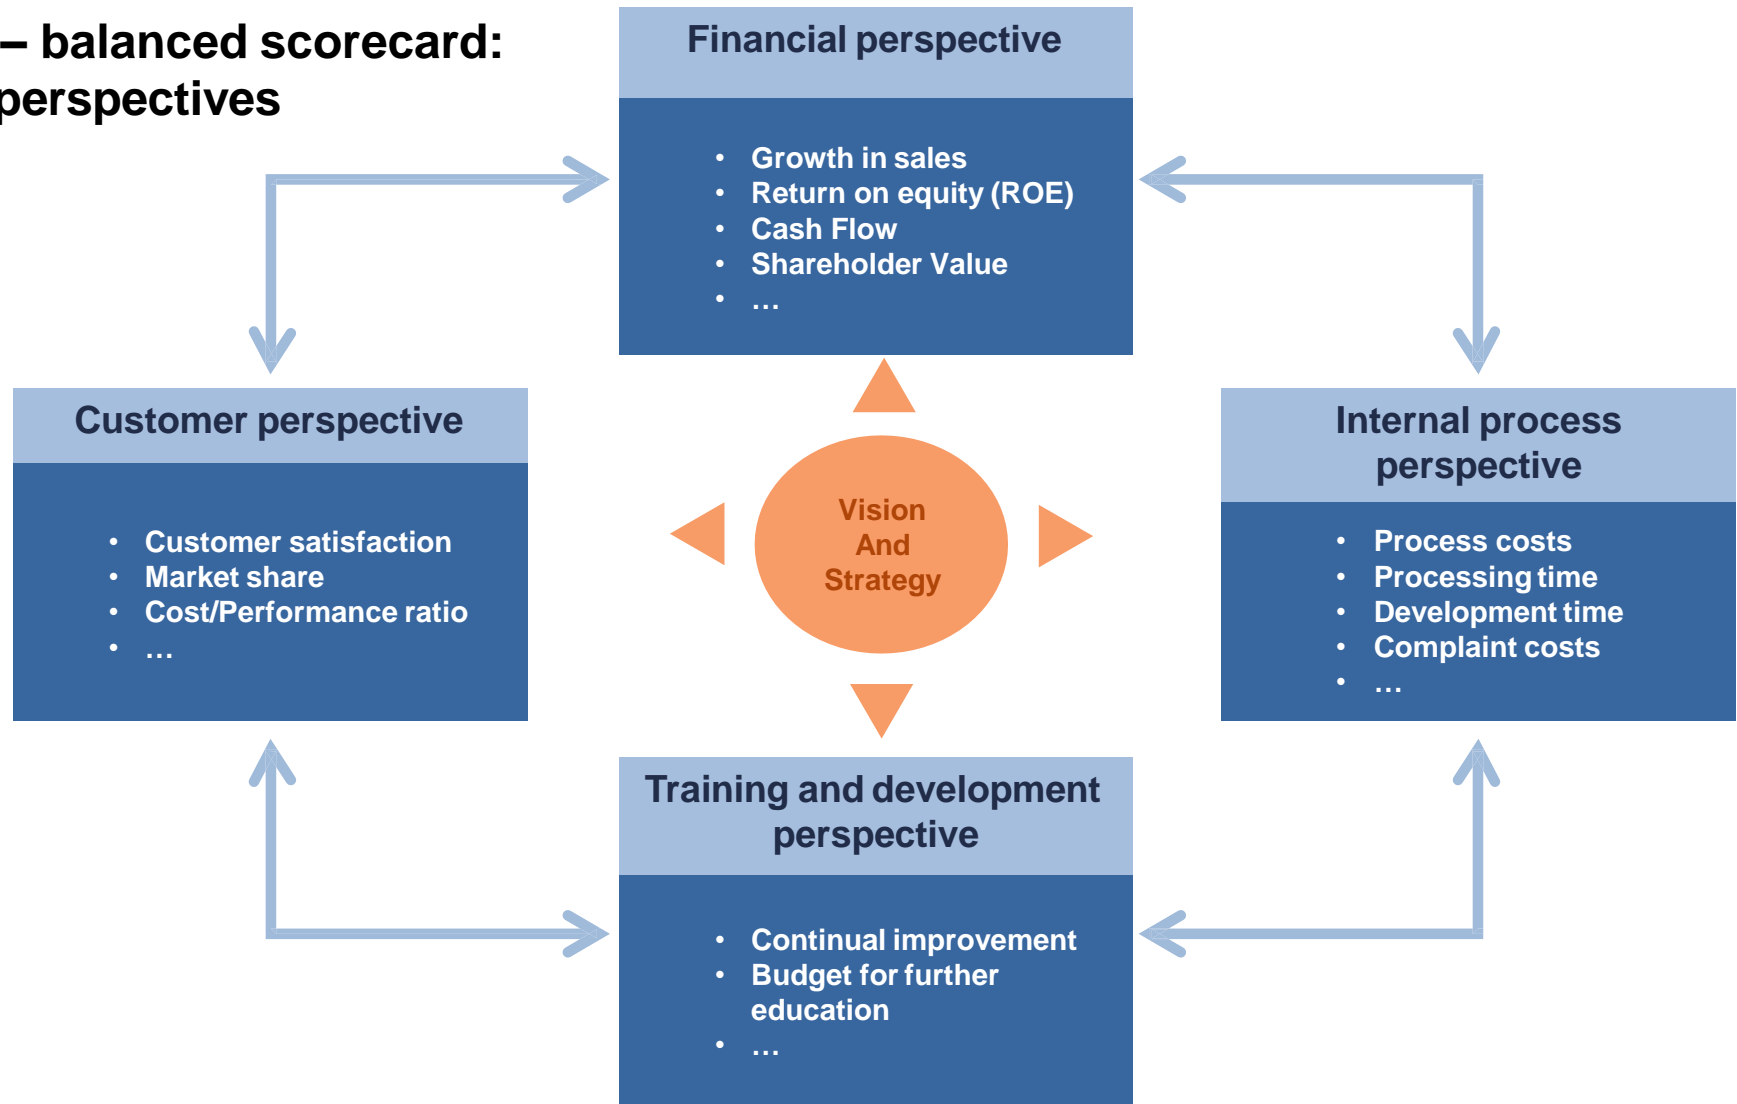 – balanced scorecard:
perspectives
Financial perspective
• Growth in sales
• Return on equity (ROE)
• Cash Flow
• Shareholder Value
• …
Customer perspective
• Customer satisfaction
• Market share
• Cost/Performance ratio
• …
Vision
And
Strategy
Internal process
perspective
• Process costs
• Processing time
• Development time
• Complaint costs
• …
Training and development
perspective
• Continual improvement
• Budget for further
education
• …